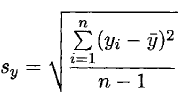 s_y = \sqrt{\frac{\sum_{i=1}^{n}(y_i - \bar{y})^2}{n-1}}